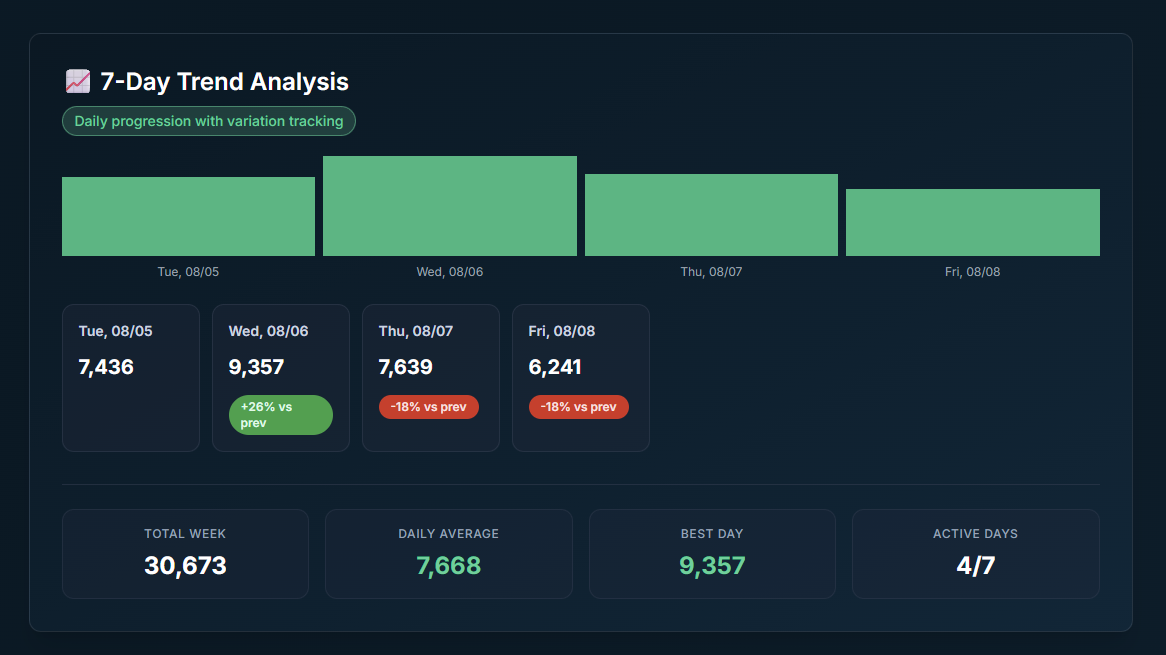 📈 7-Day Trend Analysis
Daily progression with variation tracking
Tue, 08/05
Wed, 08/06
Thu, 08/07
Fri, 08/08
Tue, 08/05
7,436
Wed, 08/06
9,357
+26% vs
prev
Thu, 08/07
7,639
-18% vs prev
Fri, 08/08
6,241
-18% vs prev
TOTAL WEEK
30,673
DAILY AVERAGE
7,668
BEST DAY
9,357
ACTIVE DAYS
4/7